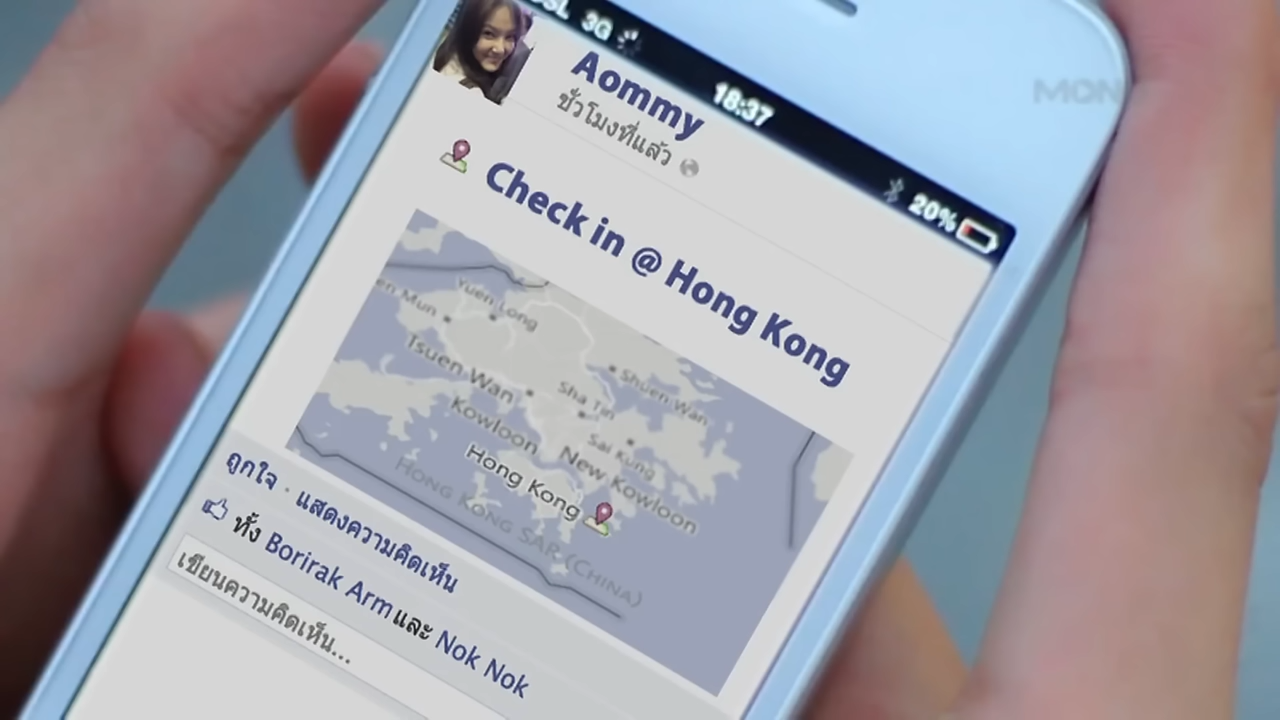 3G
18:37
20%
Aommy
ชั่วโมงที่แล้ว
Check in @ Hong Kong
Yuen Long
Tsuen Wan
Shuen Wan
Sha Tin
Kowloon
Sai Kung
New Kowloon
Hong Kong
HONG KONG SAR (CHINA)
ถูกใจ · แสดงความคิดเห็น
ทั้ง Borirak Arm และ Nok Nok
เขียนความคิดเห็น...